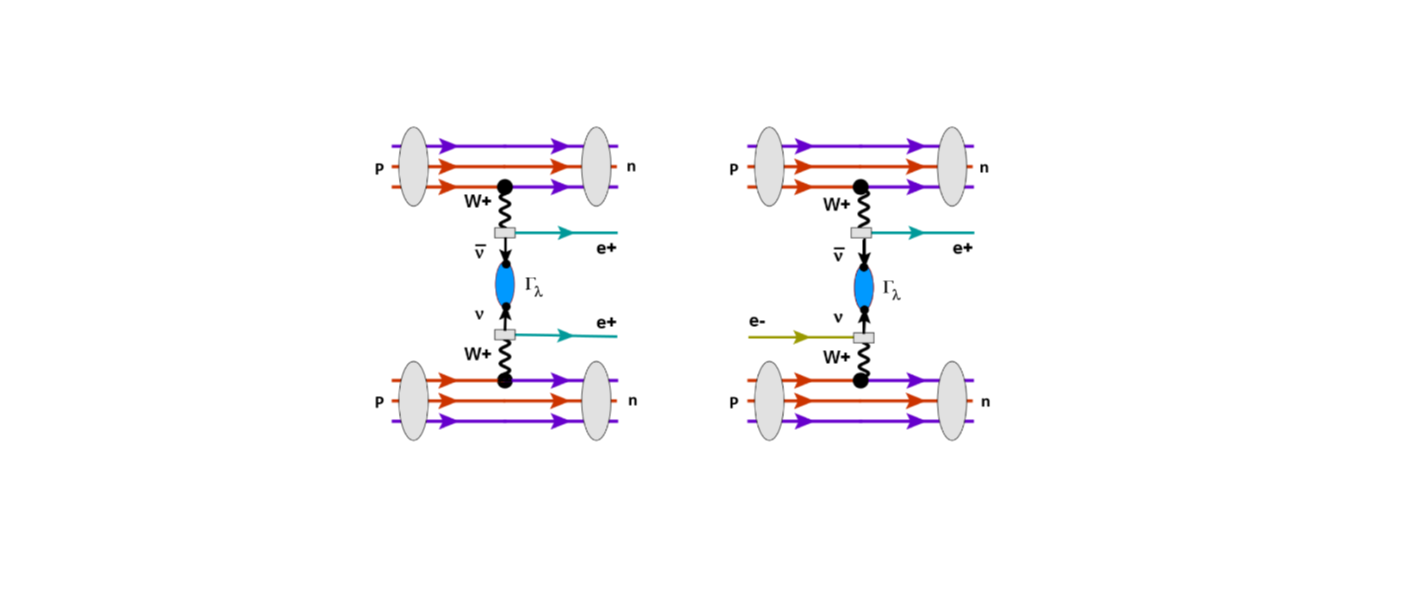 P n P n
W+ W+
e+ e+
ν̄ ν̄
Γλ Γλ
ν e+ e- ν
W+ W+
P n P n